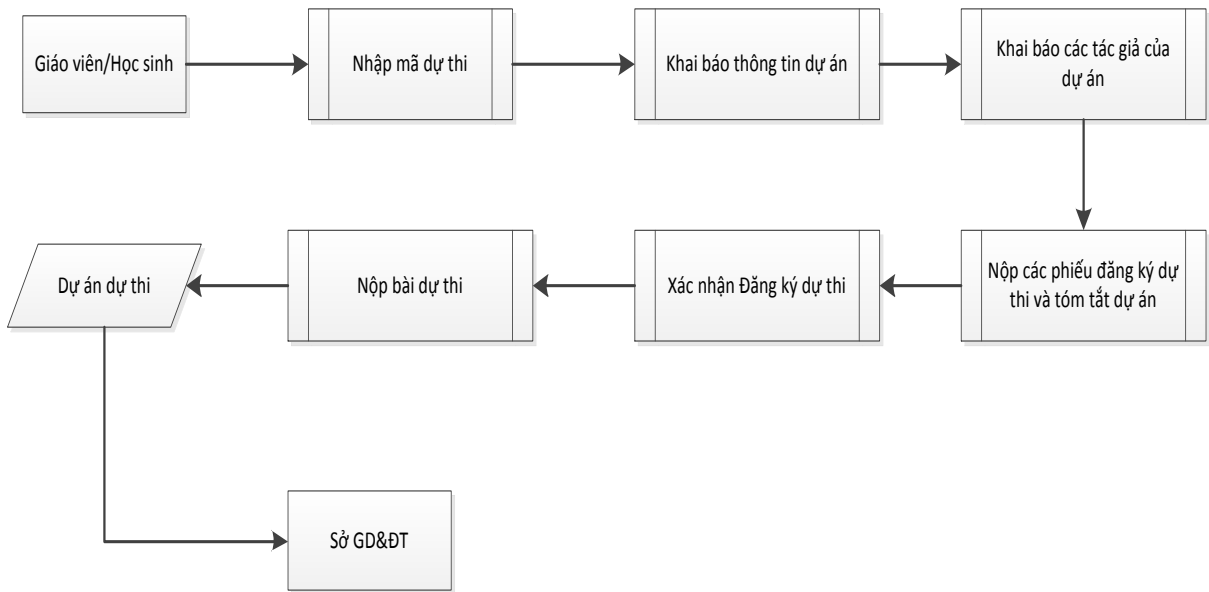 Giáo viên/Học sinh
Nhập mã dự thi
Khai báo thông tin dự án
Khai báo các tác giả của
dự án
Nộp các phiếu đăng ký dự
thi và tóm tắt dự án
Xác nhận Đăng ký dự thi
Nộp bài dự thi
Dự án dự thi
Sở GD&ĐT